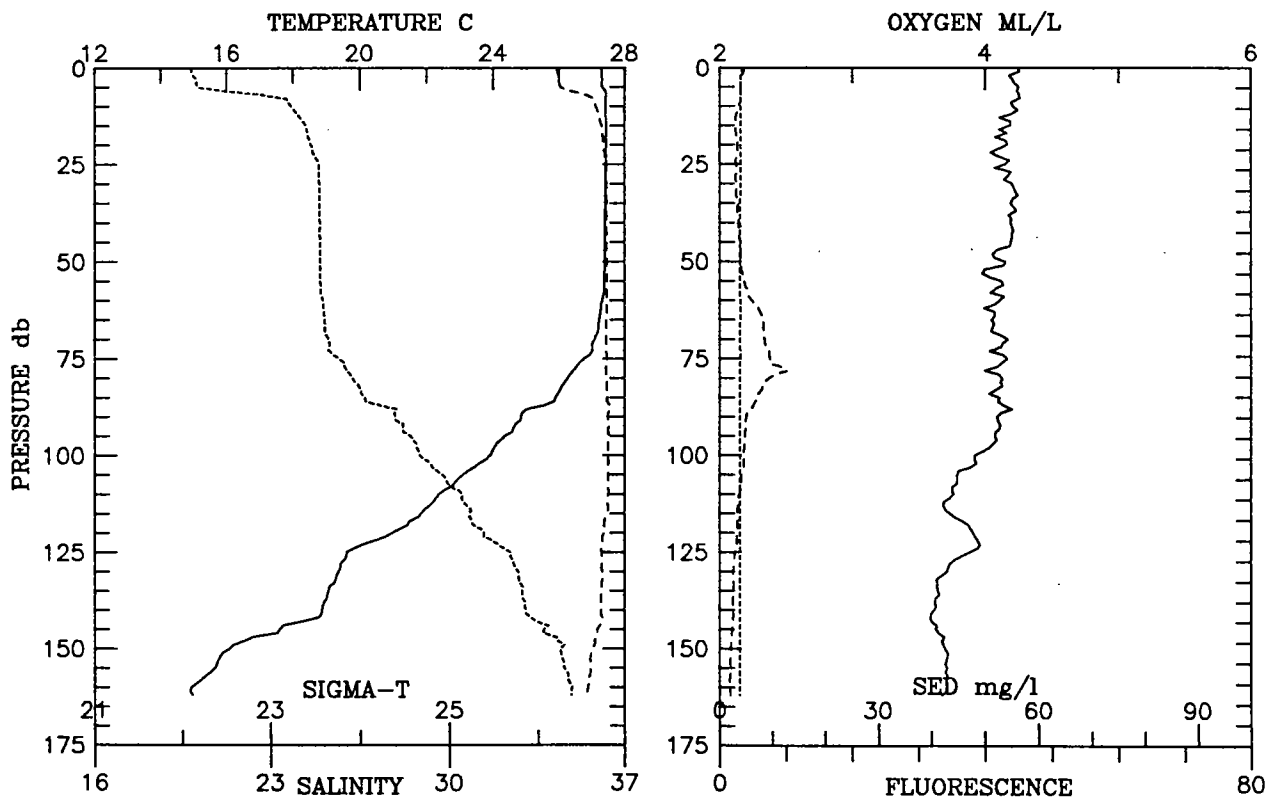 TEMPERATURE C
12 16 20 24 28
OXYGEN ML/L
2 4 6
0
25
50
75
100
125
150
175
PRESSURE db
SIGMA-T
21 23 25
16 23 30 37
SALINITY
0
25
50
75
100
125
150
175
SED mg/l
0 30 60 90
0 80
FLUORESCENCE